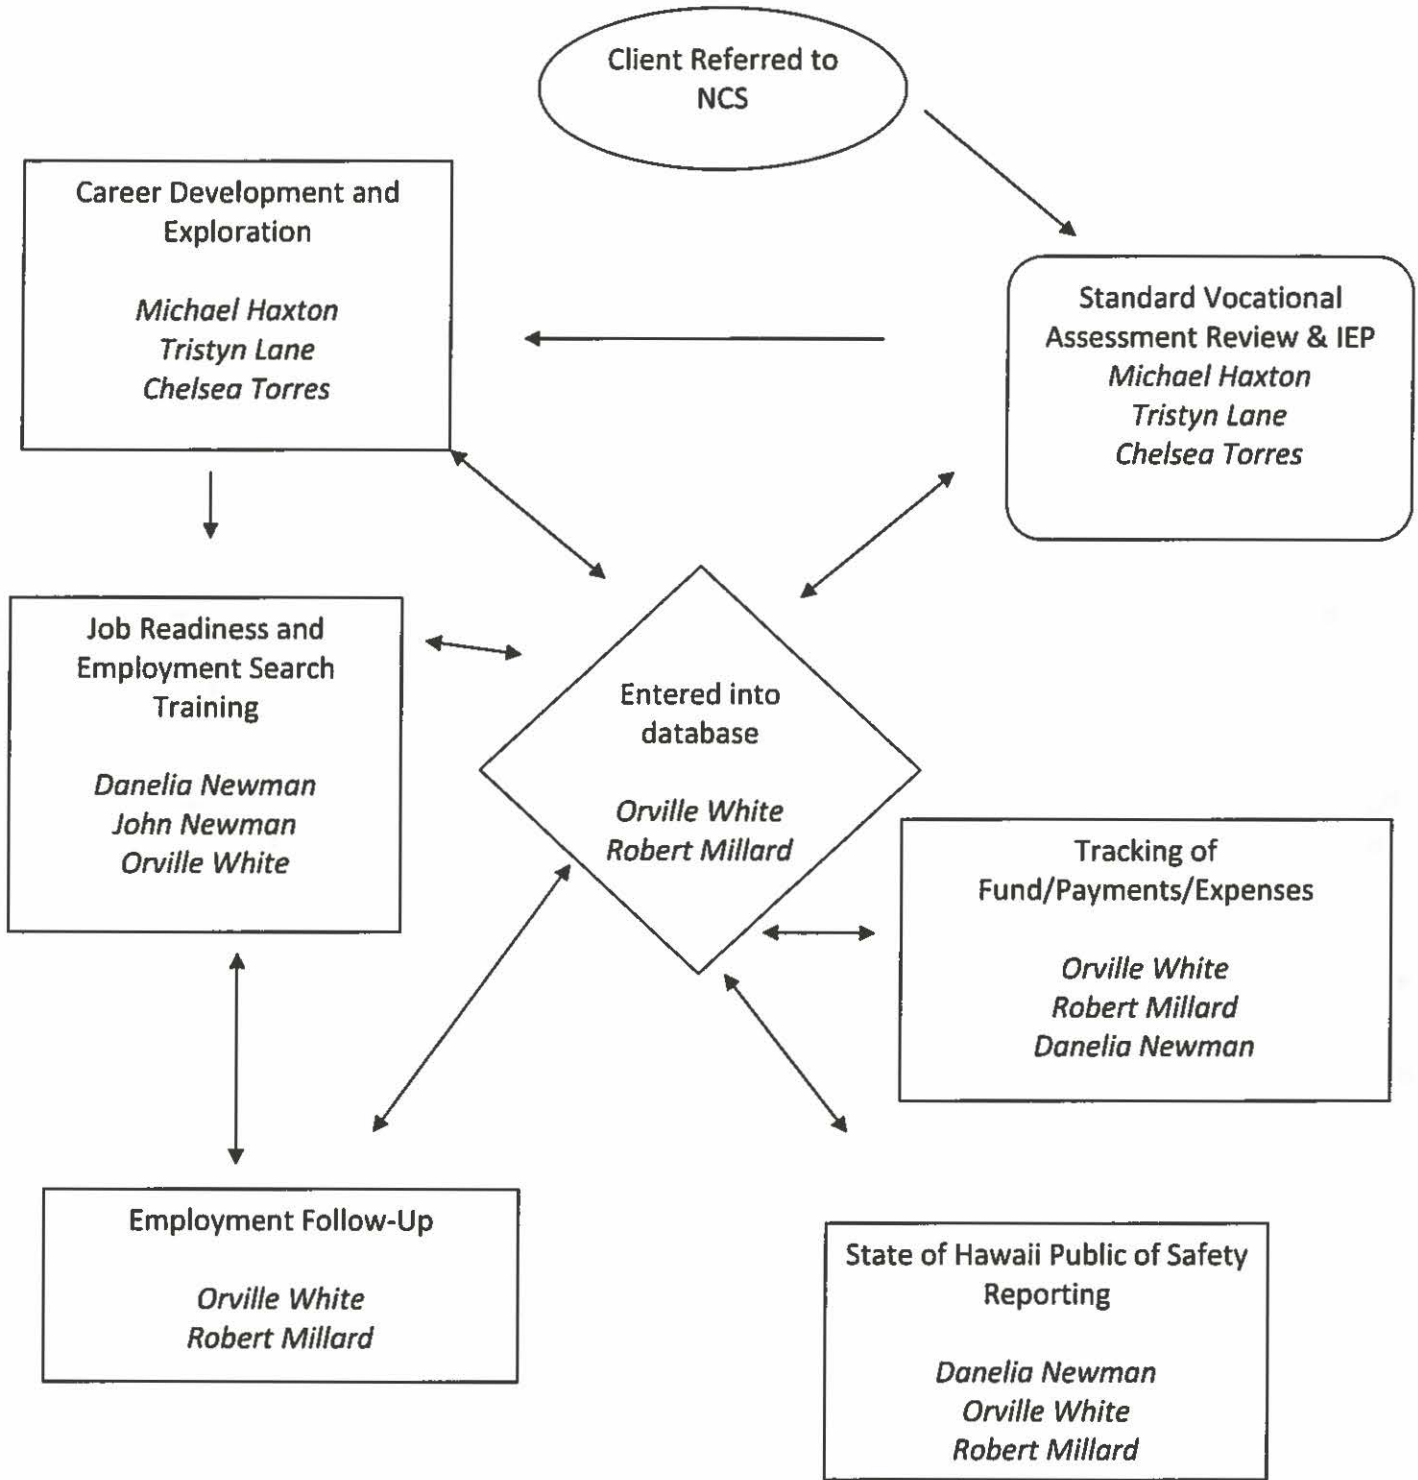 Client Referred to
NCS
Career Development and
Exploration
Michael Haxton
Tristyn Lane
Chelsea Torres
Standard Vocational
Assessment Review & IEP
Michael Haxton
Tristyn Lane
Chelsea Torres
Job Readiness and
Employment Search
Training
Danelia Newman
John Newman
Orville White
Entered into
database
Orville White
Robert Millard
Tracking of
Fund/Payments/Expenses
Orville White
Robert Millard
Danelia Newman
Employment Follow-Up
Orville White
Robert Millard
State of Hawaii Public of Safety
Reporting
Danelia Newman
Orville White
Robert Millard